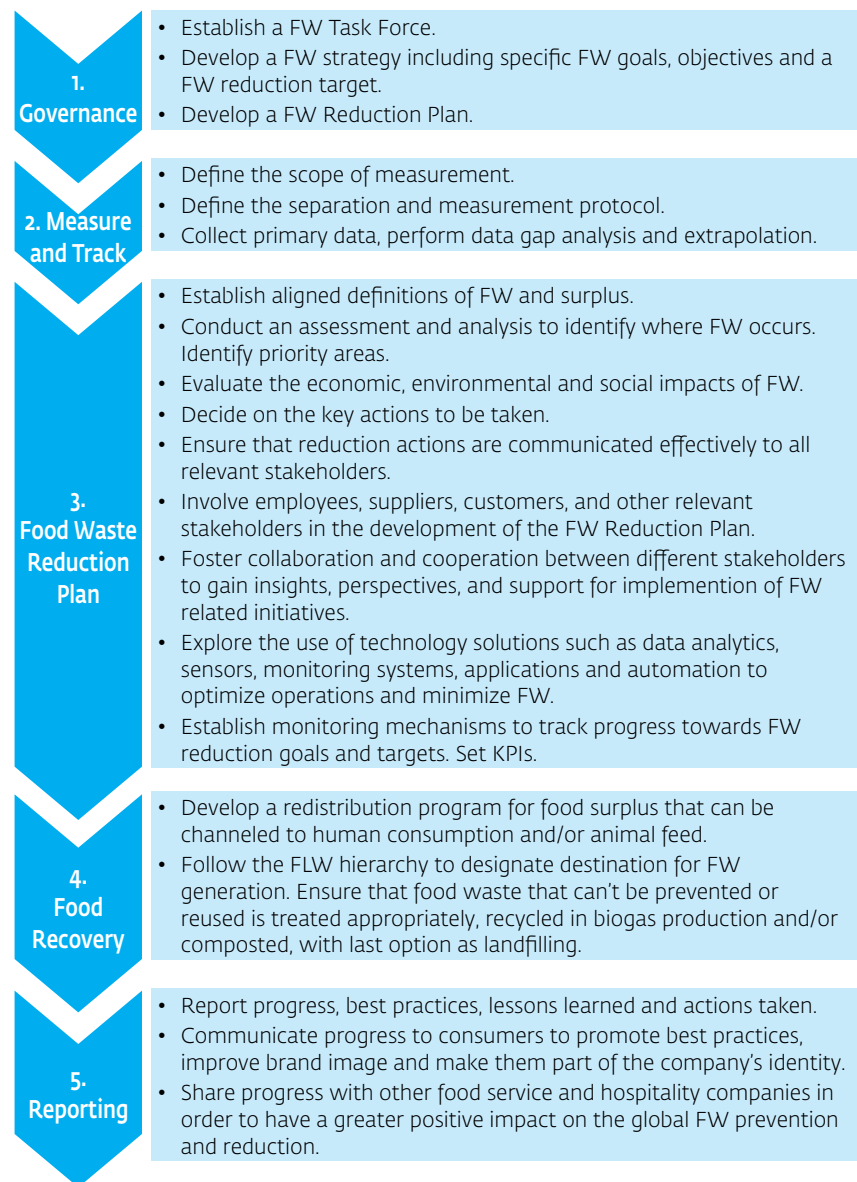 1.
Governance
• Establish a FW Task Force.
• Develop a FW strategy including specific FW goals, objectives and a
FW reduction target.
• Develop a FW Reduction Plan.
2. Measure
and Track
• Define the scope of measurement.
• Define the separation and measurement protocol.
• Collect primary data, perform data gap analysis and extrapolation.
3.
Food Waste
Reduction
Plan
• Establish aligned definitions of FW and surplus.
• Conduct an assessment and analysis to identify where FW occurs.
Identify priority areas.
• Evaluate the economic, environmental and social impacts of FW.
• Decide on the key actions to be taken.
• Ensure that reduction actions are communicated effectively to all
relevant stakeholders.
• Involve employees, suppliers, customers, and other relevant
stakeholders in the development of the FW Reduction Plan.
• Foster collaboration and cooperation between different stakeholders
to gain insights, perspectives, and support for implemention of FW
related initiatives.
• Explore the use of technology solutions such as data analytics,
sensors, monitoring systems, applications and automation to
optimize operations and minimize FW.
• Establish monitoring mechanisms to track progress towards FW
reduction goals and targets. Set KPIs.
4.
Food
Recovery
• Develop a redistribution program for food surplus that can be
channeled to human consumption and/or animal feed.
• Follow the FLW hierarchy to designate destination for FW
generation. Ensure that food waste that can't be prevented or
reused is treated appropriately, recycled in biogas production and/or
composted, with last option as landfilling.
5.
Reporting
• Report progress, best practices, lessons learned and actions taken.
• Communicate progress to consumers to promote best practices,
improve brand image and make them part of the company's identity.
• Share progress with other food service and hospitality companies in
order to have a greater positive impact on the global FW prevention
and reduction.